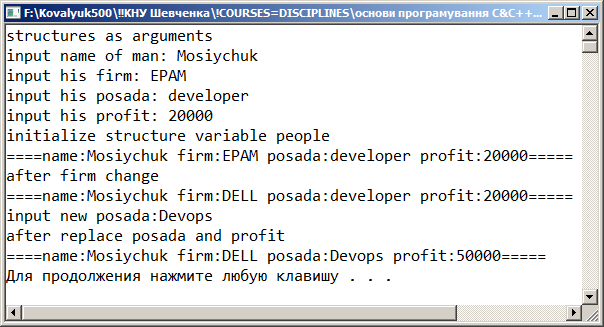 F:\Kovalyuk500\!!КНУ Шевченка\!COURSES=DISCIPLINES\основи програмування C&C++...
structures as arguments
input name of man: Mosiychuk
input his firm: EPAM
input his posada: developer
input his profit: 20000
initialize structure variable people
====name:Mosiychuk firm:EPAM posada:developer profit:20000=====
after firm change
====name:Mosiychuk firm:DELL posada:developer profit:20000=====
input new posada:Devops
after replace posada and profit
====name:Mosiychuk firm:DELL posada:Devops profit:50000=====
Для продолжения нажмите любую клавишу . . .